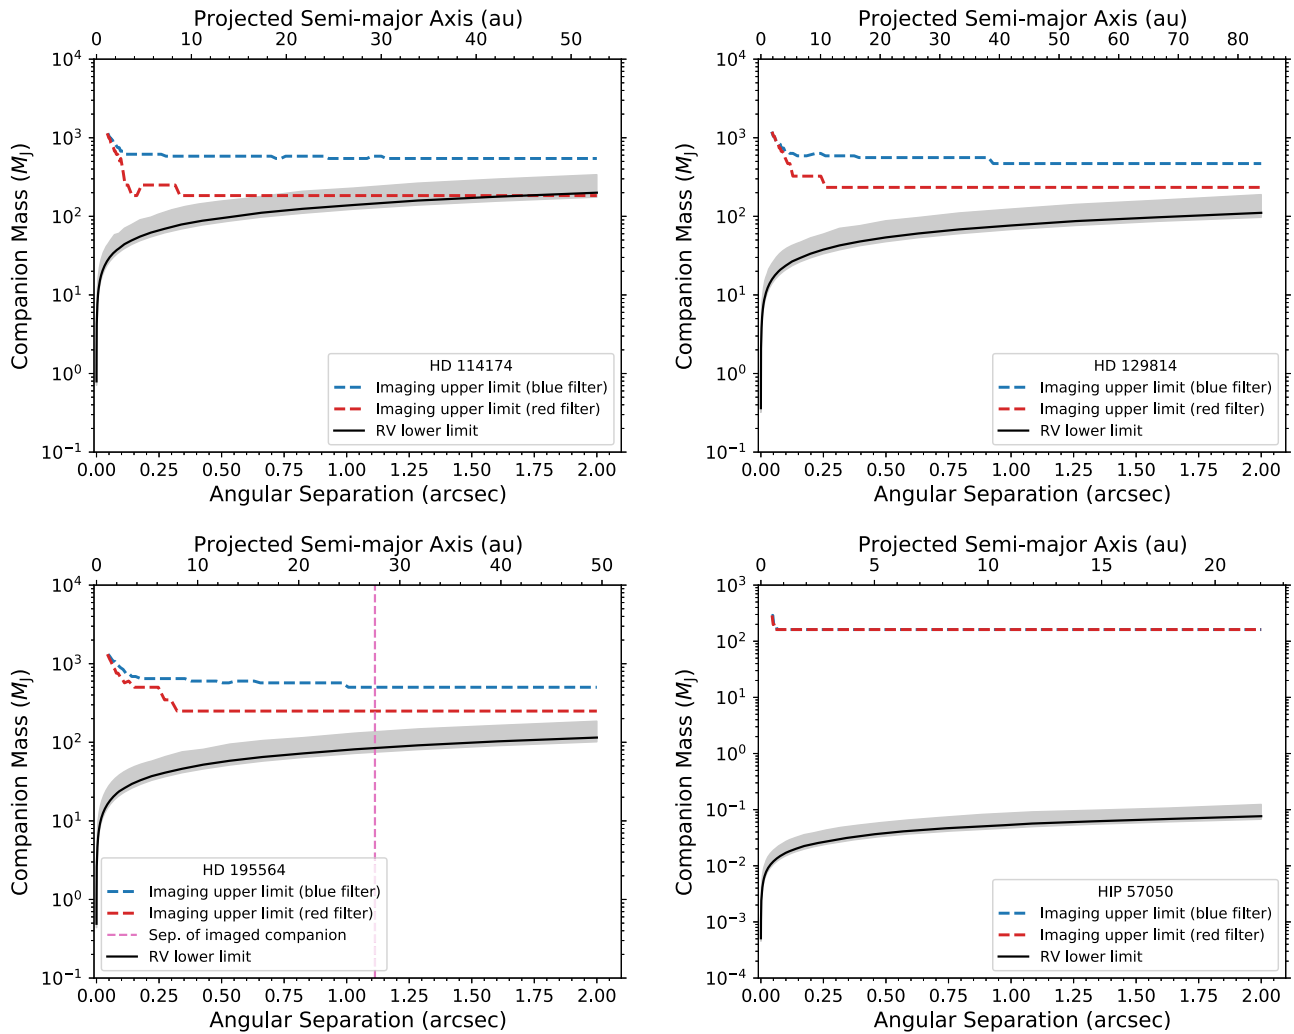 Projected Semi-major Axis (au)
0 10 20 30 40 50
10^4
10^3
10^2
10^1
10^0
10^−1
Companion Mass (M_J)
HD 114174
Imaging upper limit (blue filter)
Imaging upper limit (red filter)
RV lower limit
0.00 0.25 0.50 0.75 1.00 1.25 1.50 1.75 2.00
Angular Separation (arcsec)
Projected Semi-major Axis (au)
0 10 20 30 40 50 60 70 80
10^4
10^3
10^2
10^1
10^0
10^−1
Companion Mass (M_J)
HD 129814
Imaging upper limit (blue filter)
Imaging upper limit (red filter)
RV lower limit
0.00 0.25 0.50 0.75 1.00 1.25 1.50 1.75 2.00
Angular Separation (arcsec)
Projected Semi-major Axis (au)
0 10 20 30 40 50
10^4
10^3
10^2
10^1
10^0
10^−1
Companion Mass (M_J)
HD 195564
Imaging upper limit (blue filter)
Imaging upper limit (red filter)
Sep. of imaged companion
RV lower limit
0.00 0.25 0.50 0.75 1.00 1.25 1.50 1.75 2.00
Angular Separation (arcsec)
Projected Semi-major Axis (au)
0 5 10 15 20
10^3
10^2
10^1
10^0
10^−1
10^−2
10^−3
10^−4
Companion Mass (M_J)
HIP 57050
Imaging upper limit (blue filter)
Imaging upper limit (red filter)
RV lower limit
0.00 0.25 0.50 0.75 1.00 1.25 1.50 1.75 2.00
Angular Separation (arcsec)